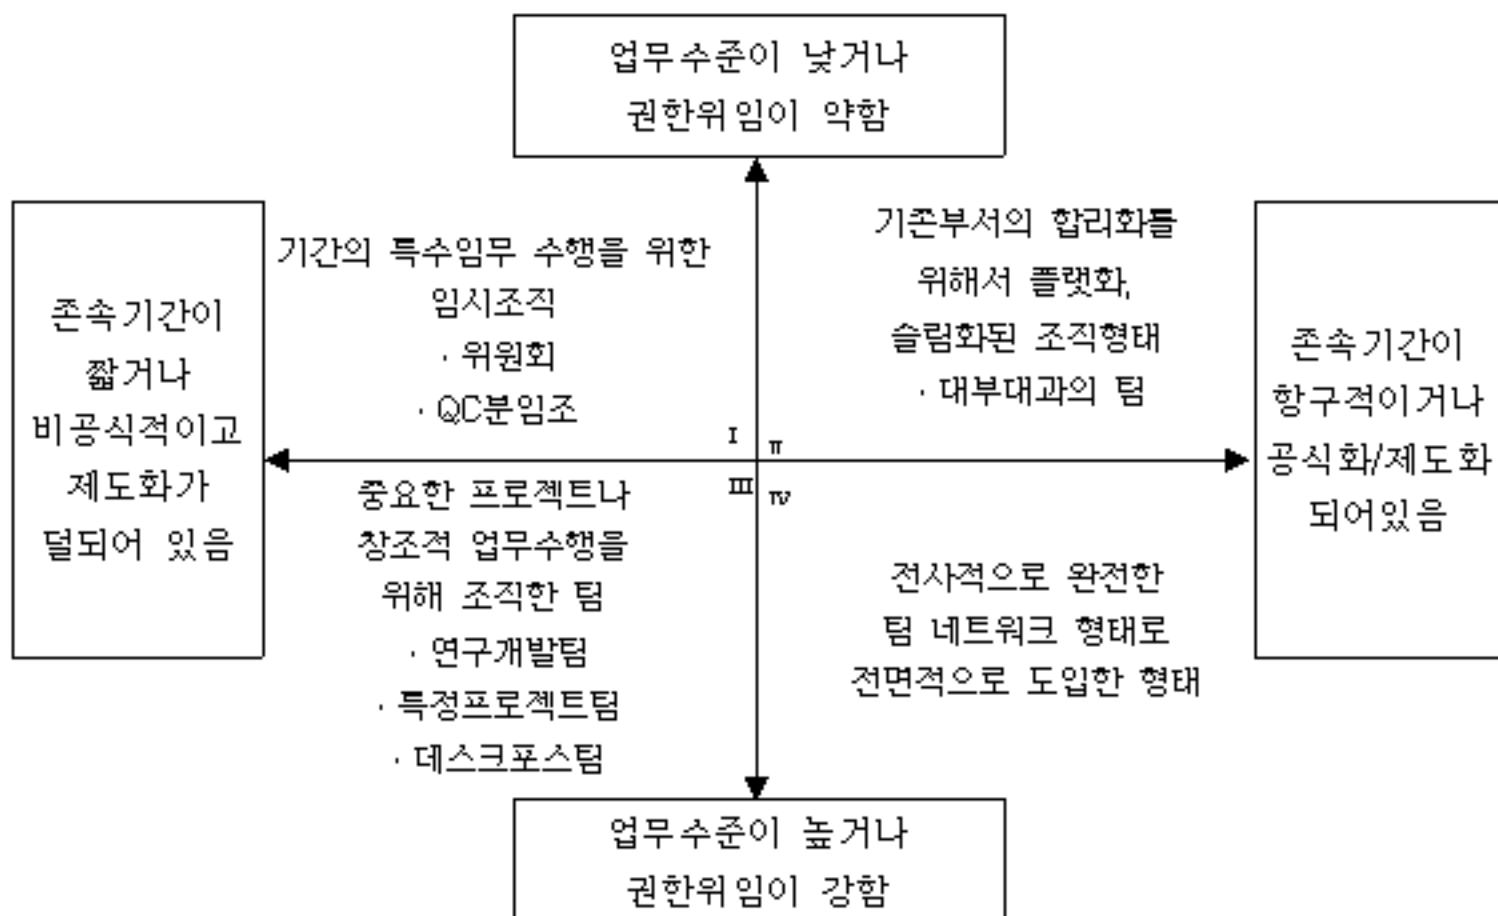 업무수준이 낮거나
권한위임이 약함
존속기간이
짧거나
비공식적이고
제도화가
덜되어 있음
기간의 특수임무 수행을 위한
임시조직
· 위원회
· QC분임조
기존부서의 합리화를
위해서 플랫화,
슬림화된 조직형태
· 대부대과의 팀
존속기간이
항구적이거나
공식화/제도화
되어있음
I
II
III
IV
중요한 프로젝트나
창조적 업무수행을
위해 조직한 팀
· 연구개발팀
· 특정프로젝트팀
· 데스크포스팀
전사적으로 완전한
팀 네트워크 형태로
전면적으로 도입한 형태
업무수준이 높거나
권한위임이 강함